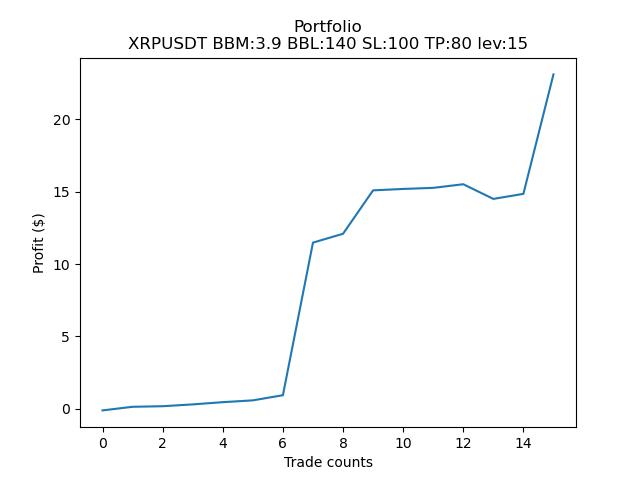 Portfolio
XRPUSDT BBM:3.9 BBL:140 SL:100 TP:80 lev:15
20
15
10
5
0
Profit ($)
0 2 4 6 8 10 12 14
Trade counts